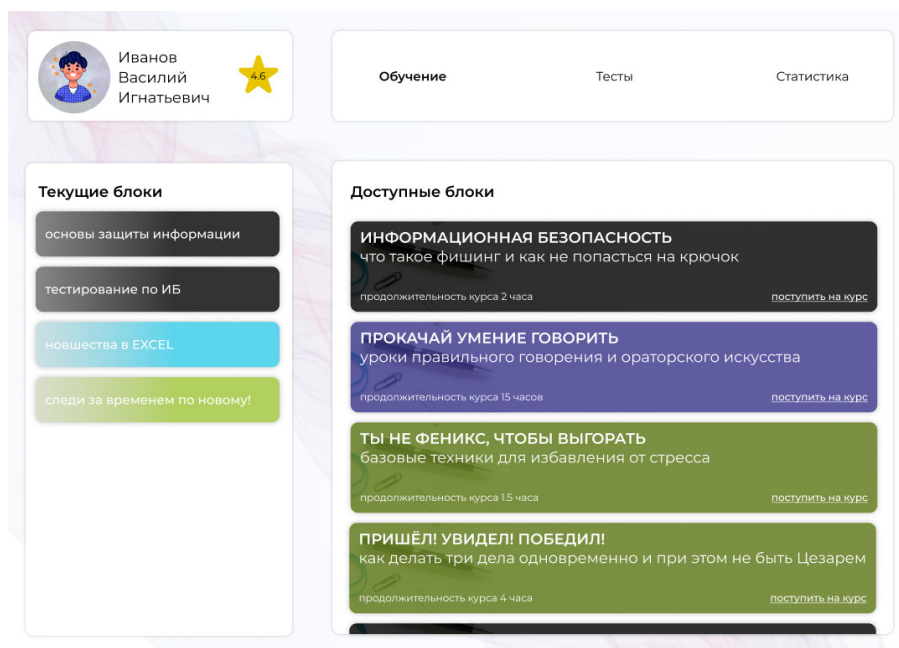 Иванов
Василий
Игнатьевич
4.6
Обучение
Тесты
Статистика
Текущие блоки
основы защиты информации
тестирование по ИБ
новшества в EXCEL
следи за временем по новому!
Доступные блоки
ИНФОРМАЦИОННАЯ БЕЗОПАСНОСТЬ
что такое фишинг и как не попасться на крючок
продолжительность курса 2 часа
поступить на курс
ПРОКАЧАЙ УМЕНИЕ ГОВОРИТЬ
уроки правильного говорения и ораторского искусства
продолжительность курса 15 часов
поступить на курс
ТЫ НЕ ФЕНИКС, ЧТОБЫ ВЫГОРАТЬ
базовые техники для избавления от стресса
продолжительность курса 1.5 часа
поступить на курс
ПРИШЁЛ! УВИДЕЛ! ПОБЕДИЛ!
как делать три дела одновременно и при этом не быть Цезарем
продолжительность курса 4 часа
поступить на курс